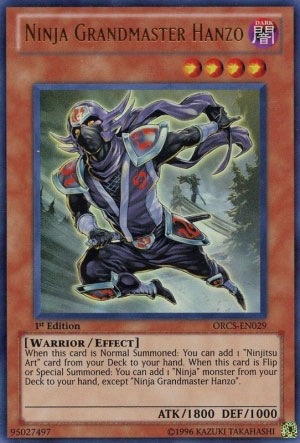 NINJA GRANDMASTER HANZO
DARK
闇
1st Edition
ORCS-EN029
[WARRIOR / EFFECT]
When this card is Normal Summoned: You can add 1 "Ninjitsu
Art" card from your Deck to your hand. When this card is Flip
or Special Summoned: You can add 1 "Ninja" monster from
your Deck to your hand, except "Ninja Grandmaster Hanzo".
ATK/1800 DEF/1000
95027497
©1996 KAZUKI TAKAHASHI